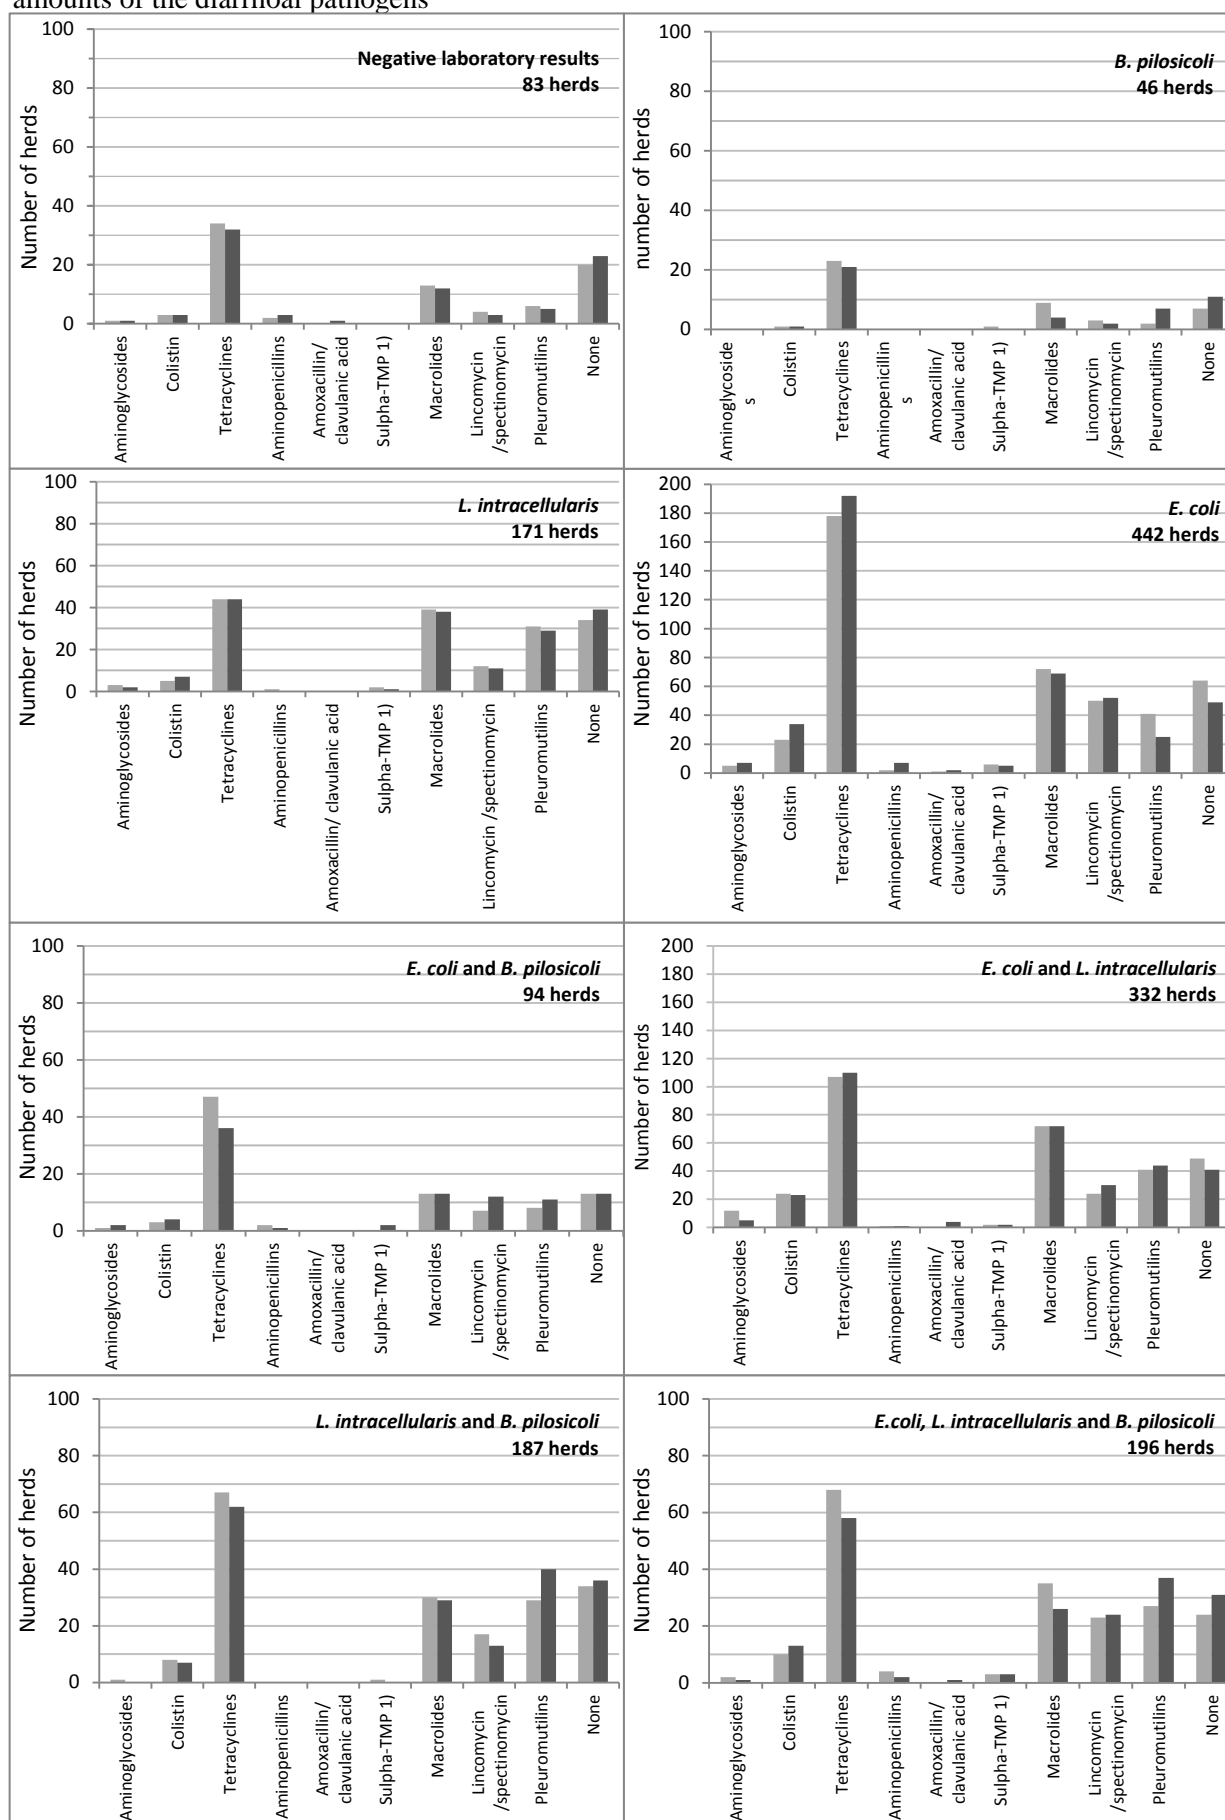 amounts of the diarrhoal pathogens
Negative laboratory results
83 herds
Number of herds
100
80
60
40
20
0
Aminoglycosides
Colistin
Tetracyclines
Aminopenicillins
Amoxacillin/
clavulanic acid
Sulpha-TMP 1)
Macrolides
Lincomycin
/spectinomycin
Pleuromutilins
None
B. pilosicoli
46 herds
number of herds
100
80
60
40
20
0
Aminoglycoside
s
Colistin
Tetracyclines
Aminopenicillin
s
Amoxacillin/
clavulanic acid
Sulpha-TMP 1)
Macrolides
Lincomycin
/spectinomycin
Pleuromutilins
None
L. intracellularis
171 herds
Number of herds
100
80
60
40
20
0
Aminoglycosides
Colistin
Tetracyclines
Aminopenicillins
Amoxacillin/ clavulanic acid
Sulpha-TMP 1)
Macrolides
Lincomycin /spectinomycin
Pleuromutilins
None
E. coli
442 herds
Number of herds
200
180
160
140
120
100
80
60
40
20
0
Aminoglycosides
Colistin
Tetracyclines
Aminopenicillins
Amoxacillin/
clavulanic acid
Sulpha-TMP 1)
Macrolides
Lincomycin
/spectinomycin
Pleuromutilins
None
E. coli and B. pilosicoli
94 herds
Number of herds
100
80
60
40
20
0
Aminoglycosides
Colistin
Tetracyclines
Aminopenicillins
Amoxacillin/
clavulanic acid
Sulpha-TMP 1)
Macrolides
Lincomycin
/spectinomycin
Pleuromutilins
None
E. coli and L. intracellularis
332 herds
Number of herds
200
180
160
140
120
100
80
60
40
20
0
Aminoglycosides
Colistin
Tetracyclines
Aminopenicillins
Amoxacillin/
clavulanic acid
Sulpha-TMP 1)
Macrolides
Lincomycin
/spectinomycin
Pleuromutilins
None
L. intracellularis and B. pilosicoli
187 herds
Number of herds
100
80
60
40
20
0
Aminoglycosides
Colistin
Tetracyclines
Aminopenicillins
Amoxacillin/
clavulanic acid
Sulpha-TMP 1)
Macrolides
Lincomycin
/spectinomycin
Pleuromutilins
None
E.coli, L. intracellularis and B. pilosicoli
196 herds
Number of herds
100
80
60
40
20
0
Aminoglycosides
Colistin
Tetracyclines
Aminopenicillins
Amoxacillin/
clavulanic acid
Sulpha-TMP 1)
Macrolides
Lincomycin
/spectinomycin
Pleuromutilins
None